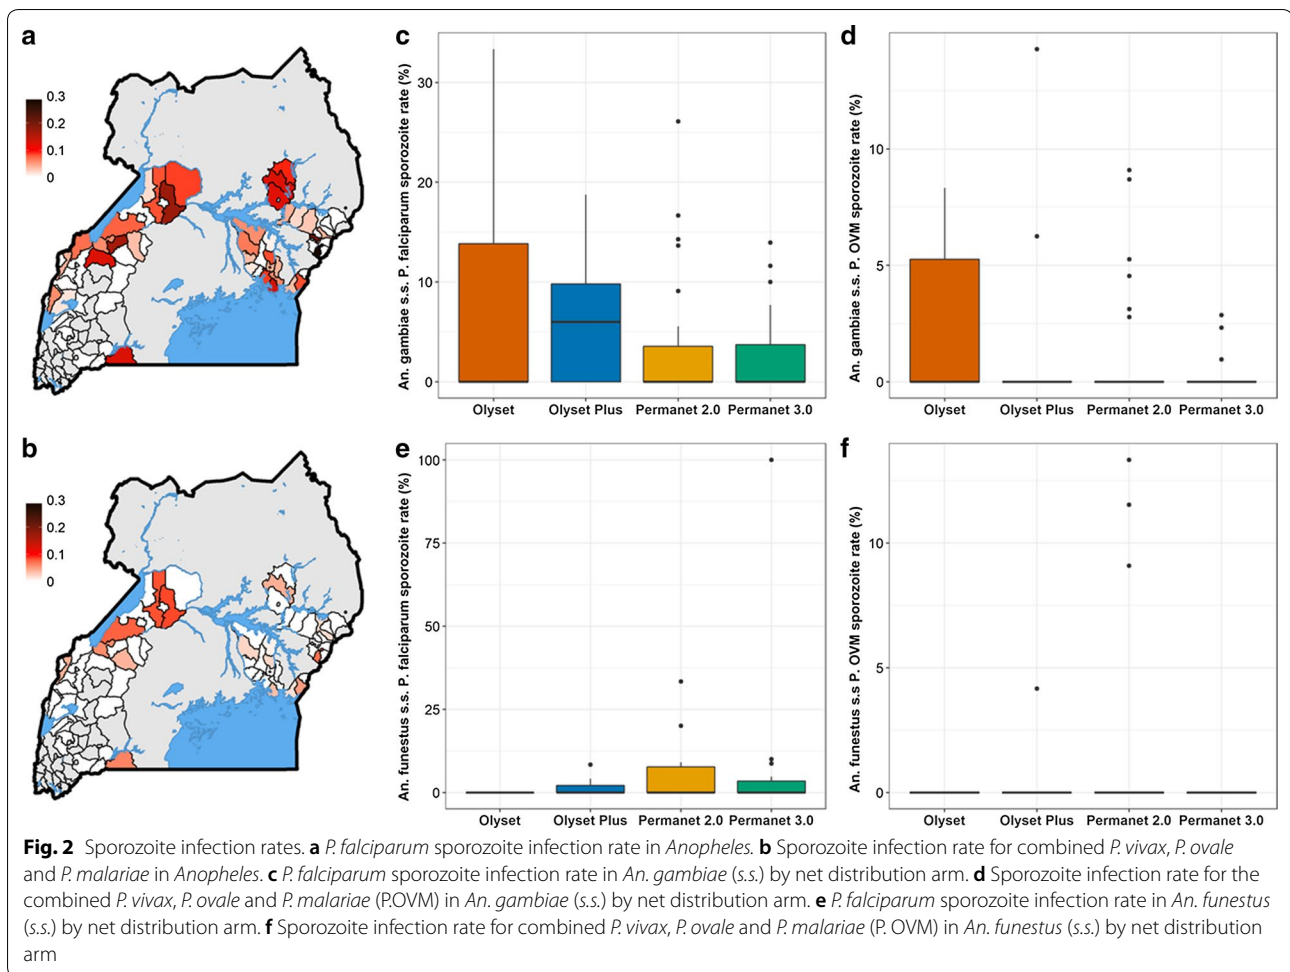 a
0.3
0.2
0.1
0
c
An. gambiae s.s. P. falciparum sporozoite rate (%)
30
20
10
0
Olyset Olyset Plus Permanet 2.0 Permanet 3.0
d
An. gambiae s.s. P. OVM sporozoite rate (%)
10
5
0
Olyset Olyset Plus Permanet 2.0 Permanet 3.0
b
0.3
0.2
0.1
0
e
An. funestus s.s. P. falciparum sporozoite rate (%)
100
75
50
25
0
Olyset Olyset Plus Permanet 2.0 Permanet 3.0
f
An. funestus s.s P. OVM sporozoite rate (%)
10
5
0
Olyset Olyset Plus Permanet 2.0 Permanet 3.0
Fig. 2 Sporozoite infection rates. a P. falciparum sporozoite infection rate in Anopheles. b Sporozoite infection rate for combined P. vivax, P. ovale
and P. malariae in Anopheles. c P. falciparum sporozoite infection rate in An. gambiae (s.s.) by net distribution arm. d Sporozoite infection rate for the
combined P. vivax, P. ovale and P. malariae (P.OVM) in An. gambiae (s.s.) by net distribution arm. e P. falciparum sporozoite infection rate in An. funestus
(s.s.) by net distribution arm. f Sporozoite infection rate for combined P. vivax, P. ovale and P. malariae (P. OVM) in An. funestus (s.s.) by net distribution
arm